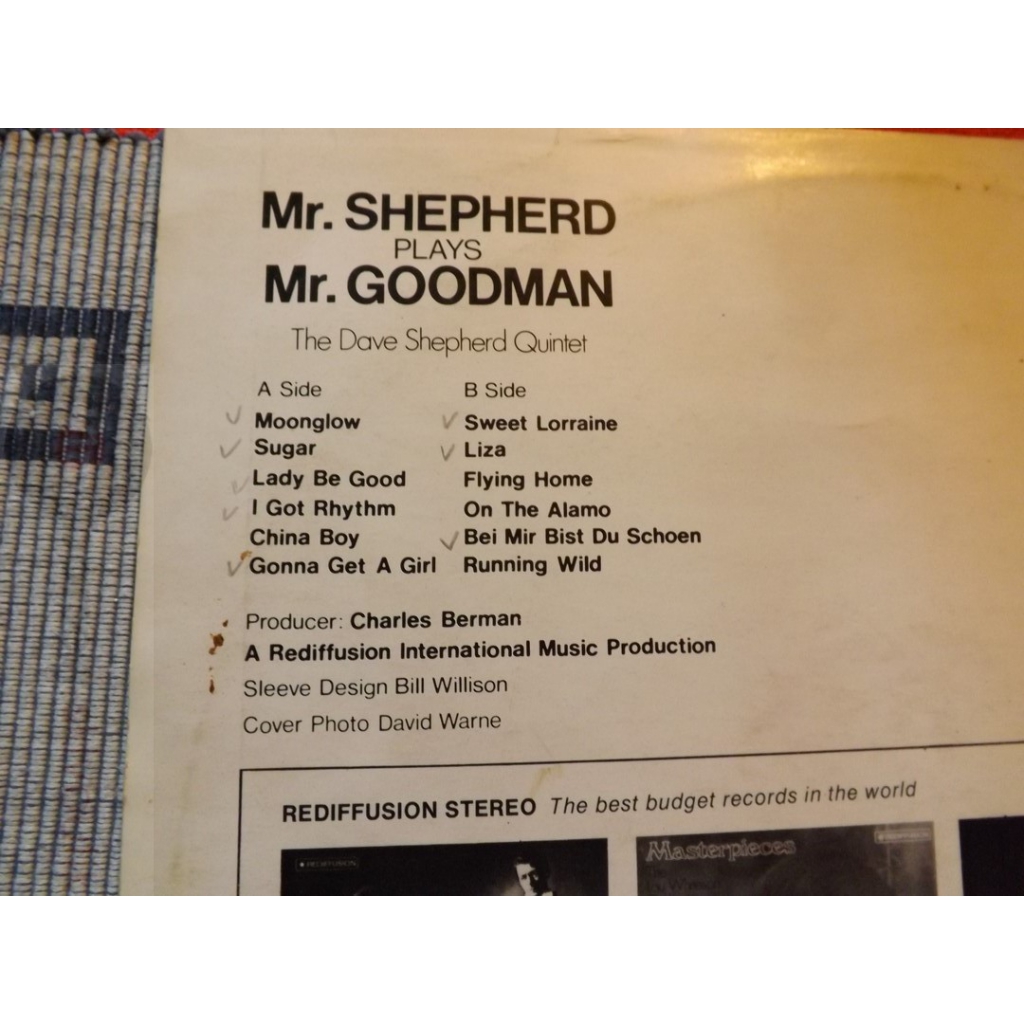 Mr. SHEPHERD
PLAYS
Mr. GOODMAN
The Dave Shepherd Quintet
A Side
Moonglow
Sugar
Lady Be Good
I Got Rhythm
China Boy
Gonna Get A Girl
B Side
Sweet Lorraine
Liza
Flying Home
On The Alamo
Bei Mir Bist Du Schoen
Running Wild
Producer: Charles Berman
A Rediffusion International Music Production
Sleeve Design Bill Willison
Cover Photo David Warne
REDIFFUSION STEREO The best budget records in the world
REDIFFUSION
Masterpieces